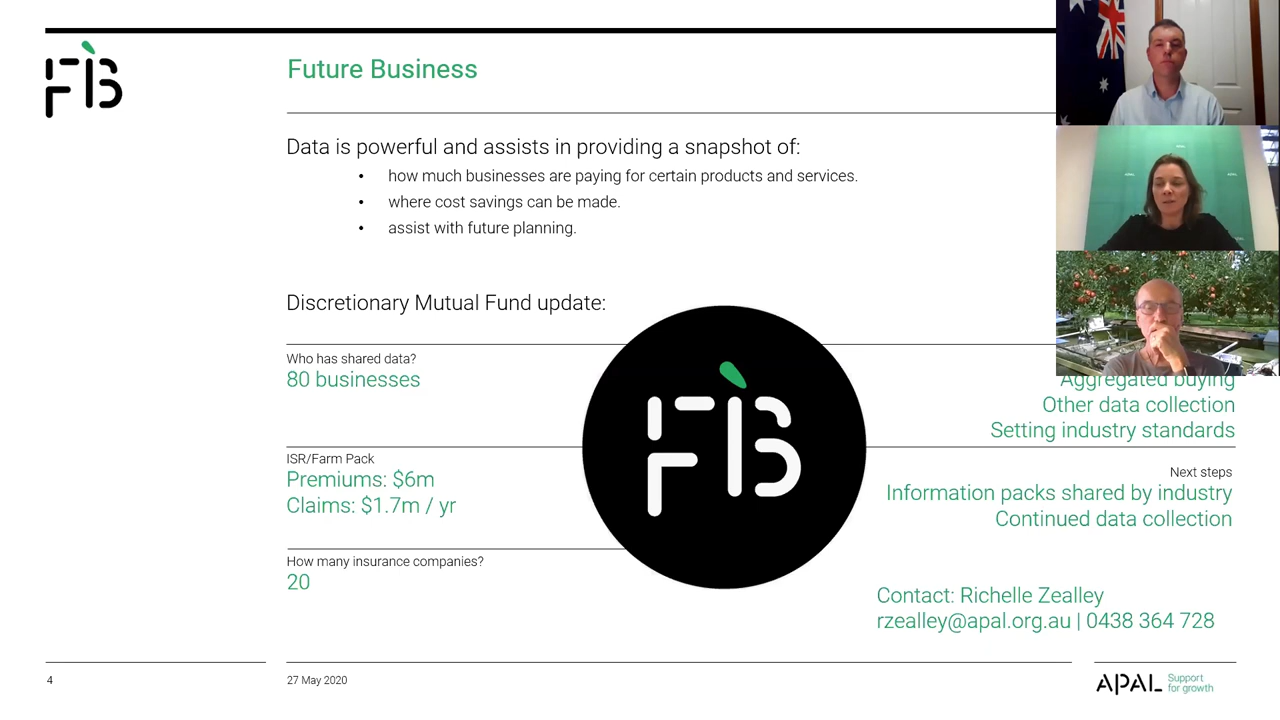 FB
Future Business
Data is powerful and assists in providing a snapshot of:
• how much businesses are paying for certain products and services.
• where cost savings can be made.
• assist with future planning.
Discretionary Mutual Fund update:
Who has shared data?
80 businesses
ISR/Farm Pack
Premiums: $6m
Claims: $1.7m / yr
How many insurance companies?
20
FB
Aggregated buying
Other data collection
Setting industry standards
Next steps
Information packs shared by industry
Continued data collection
Contact: Richelle Zealley
rzealley@apal.org.au | 0438 364 728
4
27 May 2020
APAL Support
for growth